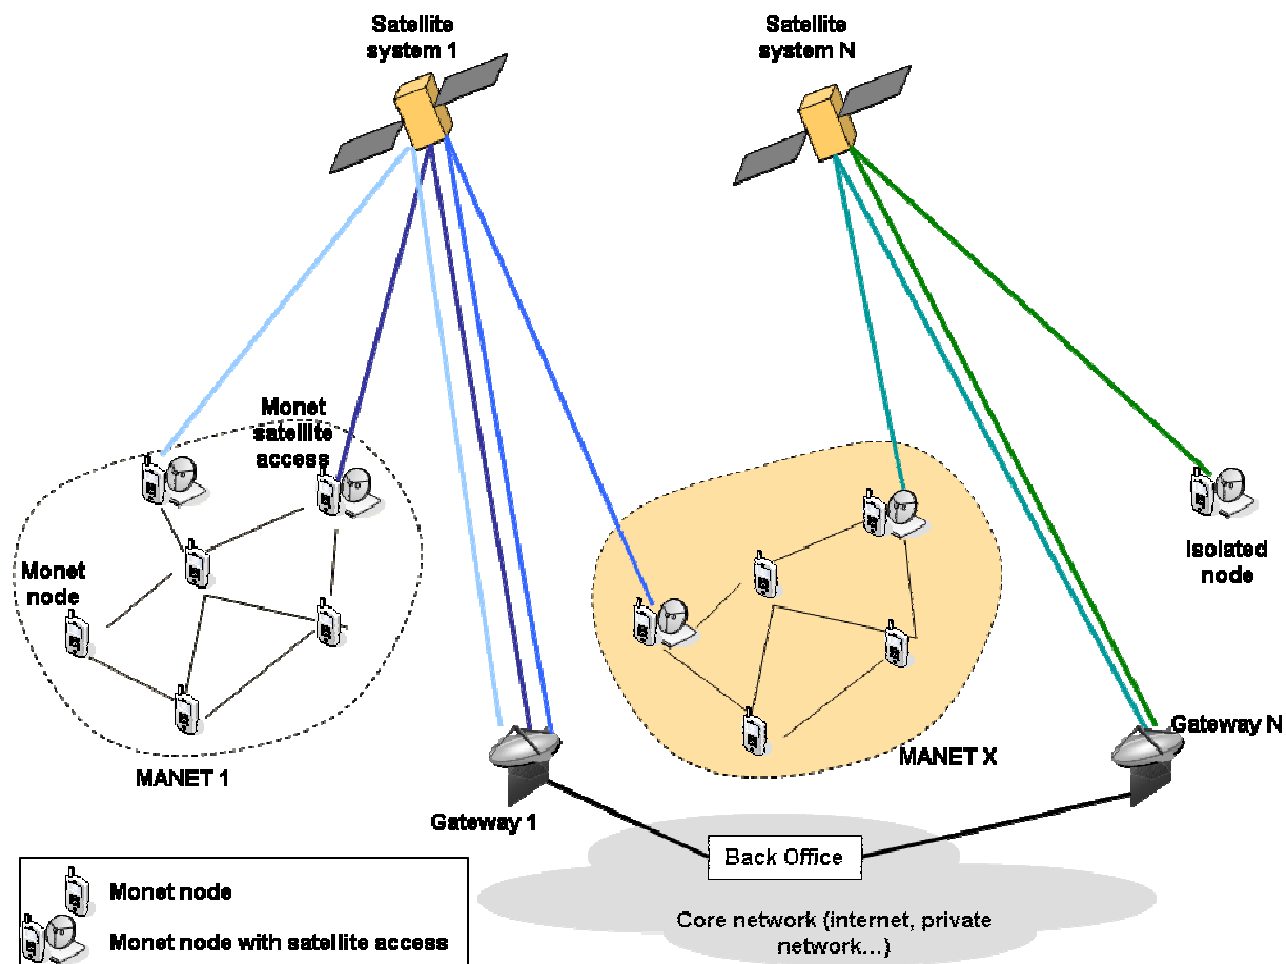 Satellite
system 1
Satellite
system N
Monet
satellite
access
Monet
node
Isolated
node
MANET 1
Gateway 1
MANET X
Gateway N
Back Office
Core network (internet, private
network...)
Monet node
Monet node with satellite access